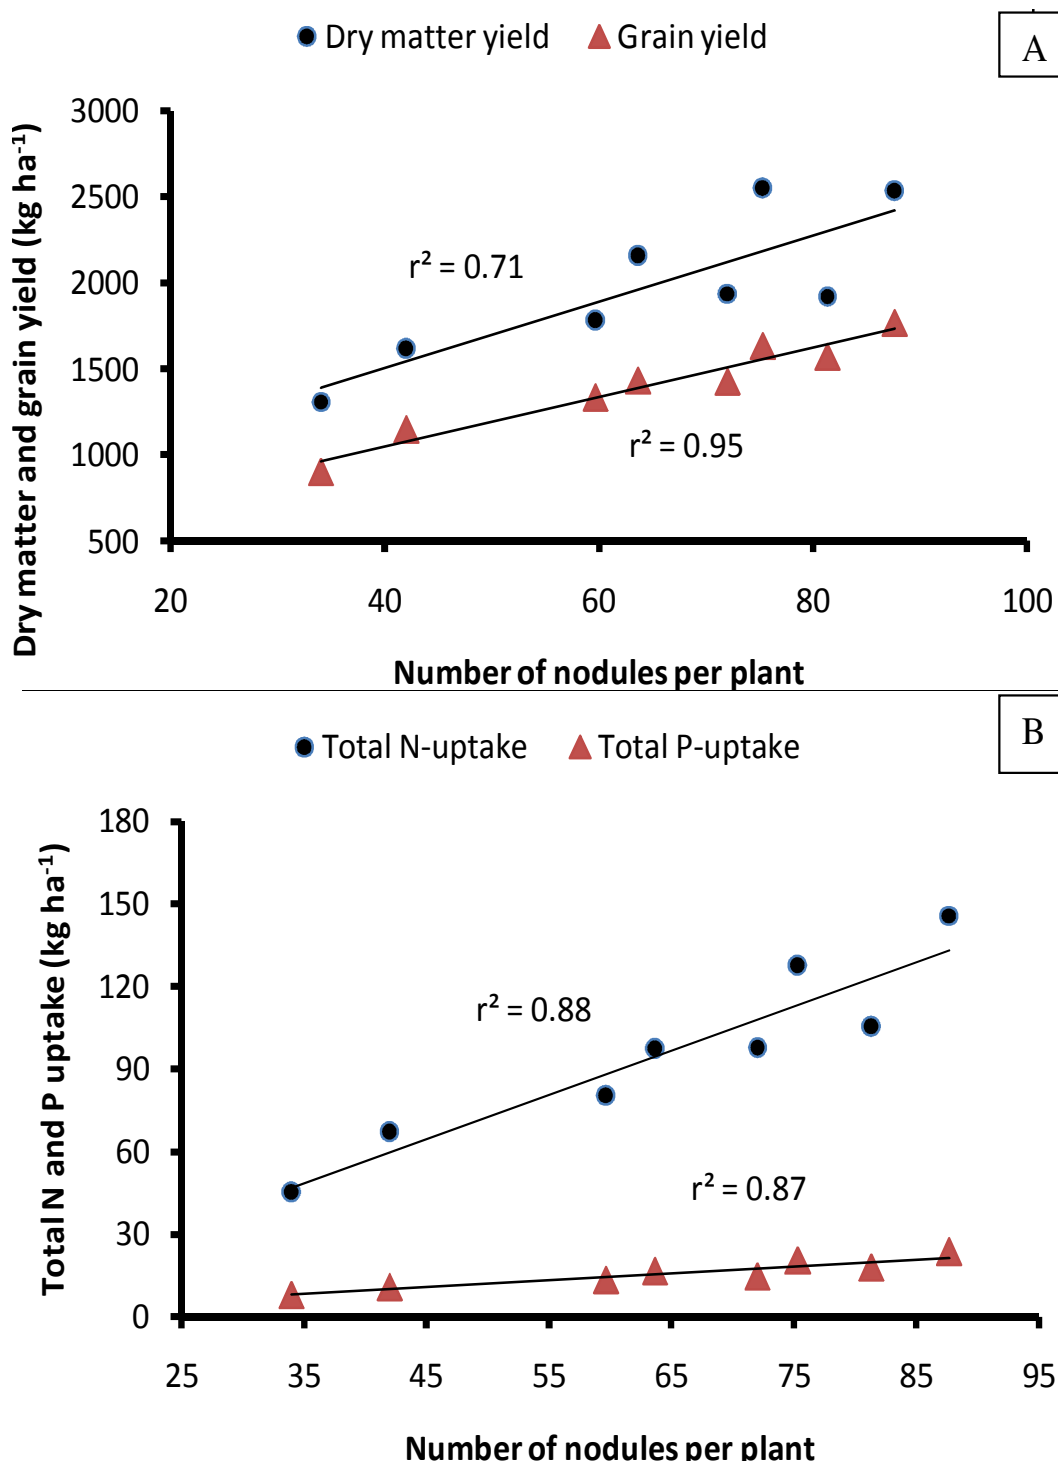 Dry matter yield Grain yield
A
Dry matter and grain yield (kg ha⁻¹)
3000
2500
2000
1500
1000
500
r² = 0.71
r² = 0.95
20 40 60 80 100
Number of nodules per plant
B
Total N-uptake Total P-uptake
Total N and P uptake (kg ha⁻¹)
180
150
120
90
60
30
0
r² = 0.88
r² = 0.87
25 35 45 55 65 75 85 95
Number of nodules per plant